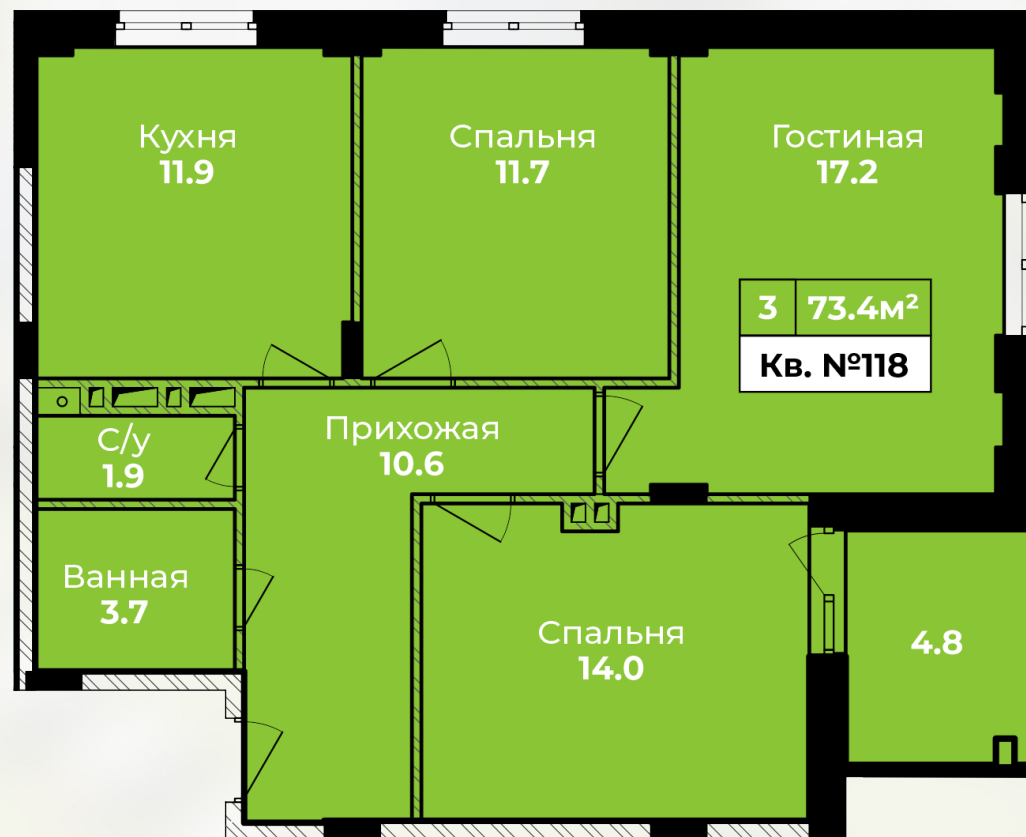 Кухня
11.9
Спальня
11.7
Гостиная
17.2
3 73.4м²
Кв. №118
Прихожая
10.6
С/у
1.9
Ванная
3.7
Спальня
14.0
4.8